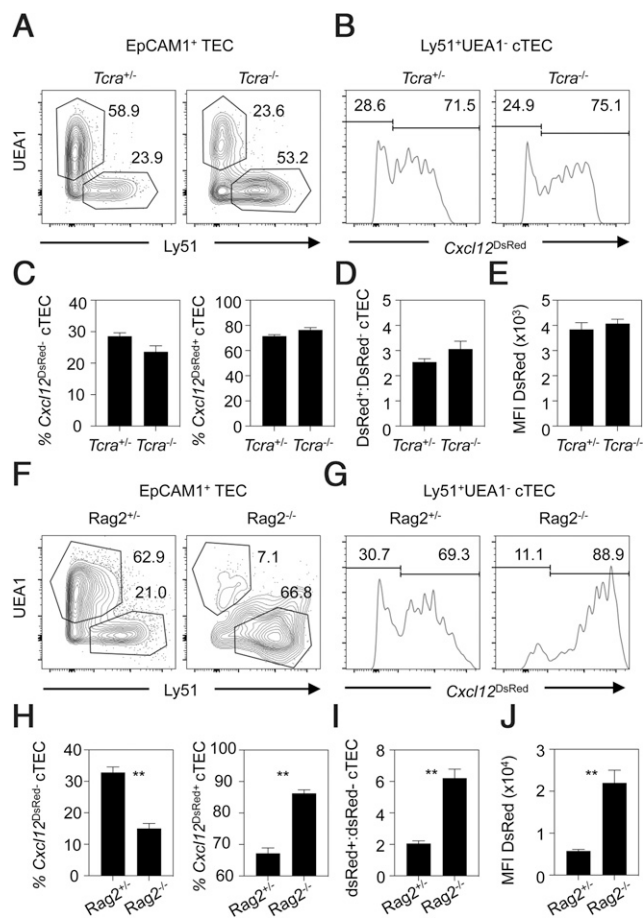 A
B
EpCAM1⁺ TEC
Ly51⁺UEA1⁻ cTEC
Tcra⁺/⁻
Tcra⁻/⁻
Tcra⁺/⁻
Tcra⁻/⁻
58.9
23.9
23.6
53.2
28.6
71.5
24.9
75.1
UEA1
Ly51
Cxcl12ᴰˢᴿᵉᵈ
C
D
E
% Cxcl12ᴰˢᴿᵉᵈ⁻ cTEC
40
30
20
10
0
Tcra⁺/⁻
Tcra⁻/⁻
% Cxcl12ᴰˢᴿᵉᵈ⁺ cTEC
100
80
60
40
20
0
Tcra⁺/⁻
Tcra⁻/⁻
DsRed⁺:DsRed⁻ cTEC
5
4
3
2
1
0
Tcra⁺/⁻
Tcra⁻/⁻
MFI DsRed (x10³)
5
4
3
2
1
0
Tcra⁺/⁻
Tcra⁻/⁻
F
G
EpCAM1⁺ TEC
Ly51⁺UEA1⁻ cTEC
Rag2⁺/⁻
Rag2⁻/⁻
Rag2⁺/⁻
Rag2⁻/⁻
62.9
21.0
7.1
66.8
30.7
69.3
11.1
88.9
UEA1
Ly51
Cxcl12ᴰˢᴿᵉᵈ
H
I
J
% Cxcl12ᴰˢᴿᵉᵈ⁻ cTEC
40
30
20
10
0
**
Rag2⁺/⁻
Rag2⁻/⁻
% Cxcl12ᴰˢᴿᵉᵈ⁺ cTEC
100
90
80
70
60
**
Rag2⁺/⁻
Rag2⁻/⁻
dsRed+:dsRed- cTEC
8
6
4
2
0
**
Rag2⁺/⁻
Rag2⁻/⁻
MFI DsRed (x10⁴)
3
2
1
0
**
Rag2⁺/⁻
Rag2⁻/⁻